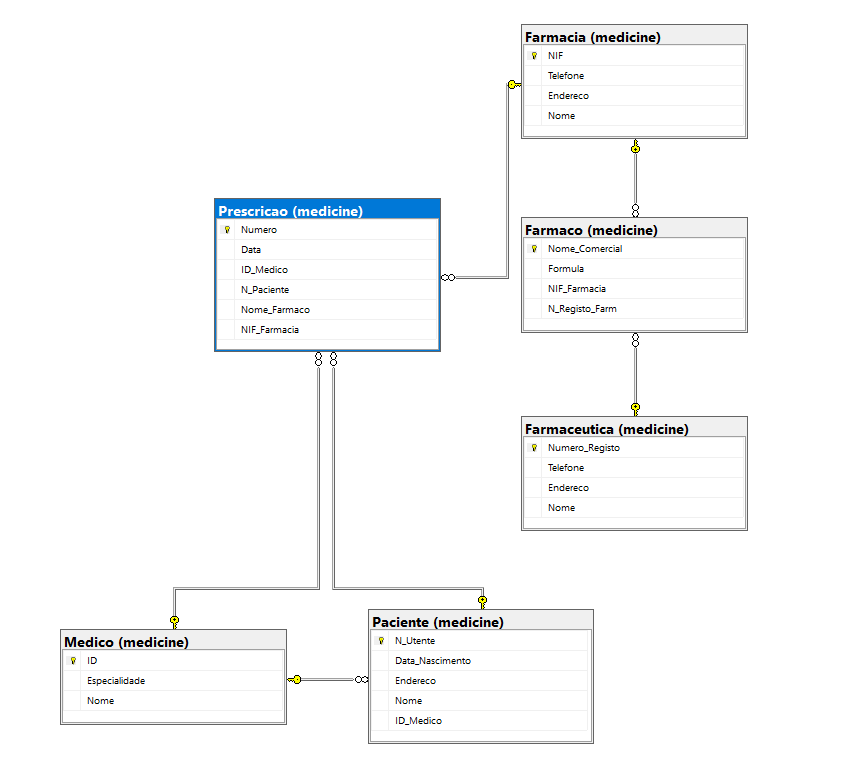 Farmacia (medicine)
NIF
Telefone
Endereco
Nome
Prescricao (medicine)
Numero
Data
ID_Medico
N_Paciente
Nome_Farmaco
NIF_Farmacia
Farmaco (medicine)
Nome_Comercial
Formula
NIF_Farmacia
N_Registo_Farm
Farmaceutica (medicine)
Numero_Registo
Telefone
Endereco
Nome
Medico (medicine)
ID
Especialidade
Nome
Paciente (medicine)
N_Utente
Data_Nascimento
Endereco
Nome
ID_Medico